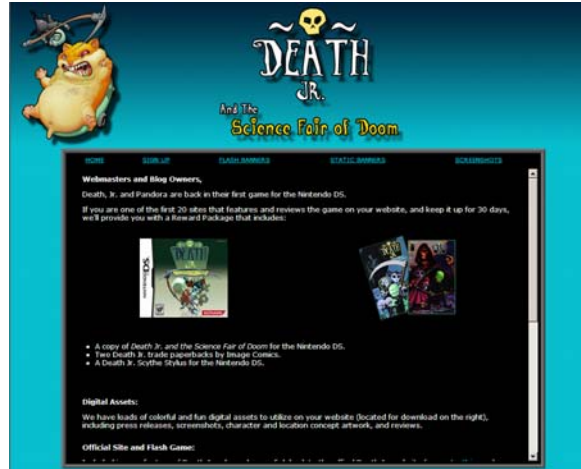 DEATH
JR.
And The
Science Fair of Doom
HOME SIGN UP FLASH BANNERS STATIC BANNERS SCREENSHOTS
Webmasters and Blog Owners,
Death, Jr. and Pandora are back in their first game for the Nintendo DS.
If you are one of the first 20 sites that features and reviews the game on your website, and keep it up for 30 days,
we'll provide you with a Reward Package that includes:
DEATH
• A copy of Death Jr. and the Science Fair of Doom for the Nintendo DS.
• Two Death Jr. trade paperbacks by Image Comics.
• A Death Jr. Scythe Stylus for the Nintendo DS.
Digital Assets:
We have loads of colorful and fun digital assets to utilize on your website (located for download on the right),
including press releases, screenshots, character and location concept artwork, and reviews.
Official Site and Flash Game: